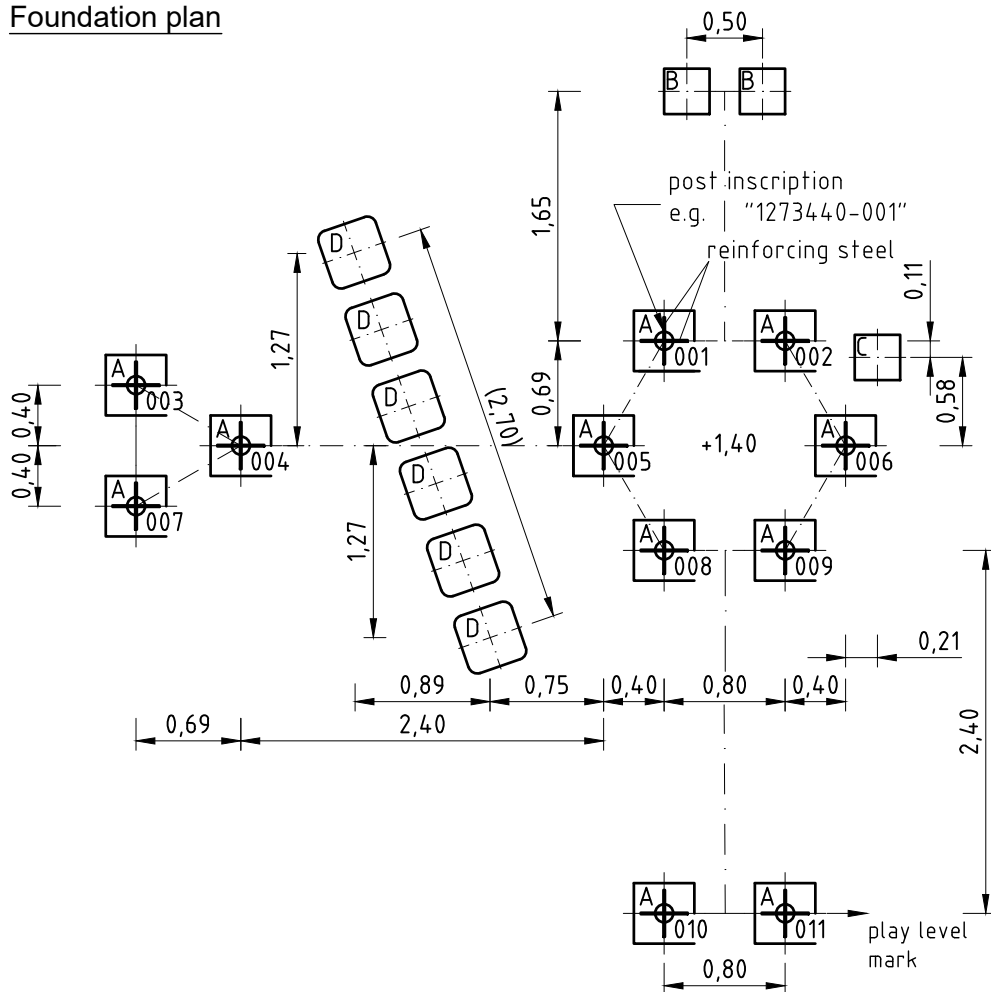 Foundation plan
0,50
B B
post inscription
e.g. "1273440-001"
reinforcing steel
1,65
0,11
D
1,27
A 001
A 002
C
D
0,69
0,58
(2,70)
A 003
D
0,40
0,40
A 004
A 005
+1,40
A 006
D
A 007
1,27
D
A 008
A 009
D
0,21
0,89
0,75
0,40
0,80
0,40
0,69
2,40
2,40
A 010
A 011
play level
mark
0,80